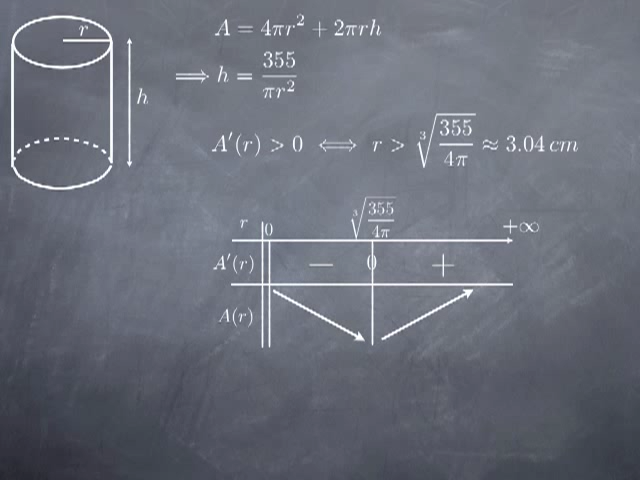 r
h
A = 4πr² + 2πrh
⟹ h = 355/πr²
A′(r) > 0 ⟺ r > ∛(355/4π) ≈ 3.04 cm
r 0 ∛(355/4π) +∞
A′(r) − 0 +
A(r)